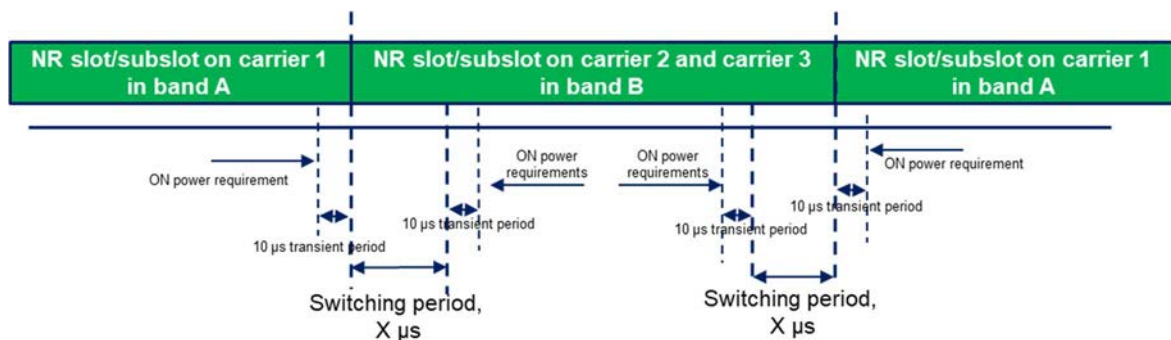 NR slot/subslot on carrier 1
in band A
NR slot/subslot on carrier 2 and carrier 3
in band B
NR slot/subslot on carrier 1
in band A
ON power requirement
10 µs transient period
ON power
requirements
10 µs transient period
ON power
requirements
10 µs transient period
ON power requirement
10 µs transient period
Switching period,
X µs
Switching period,
X µs